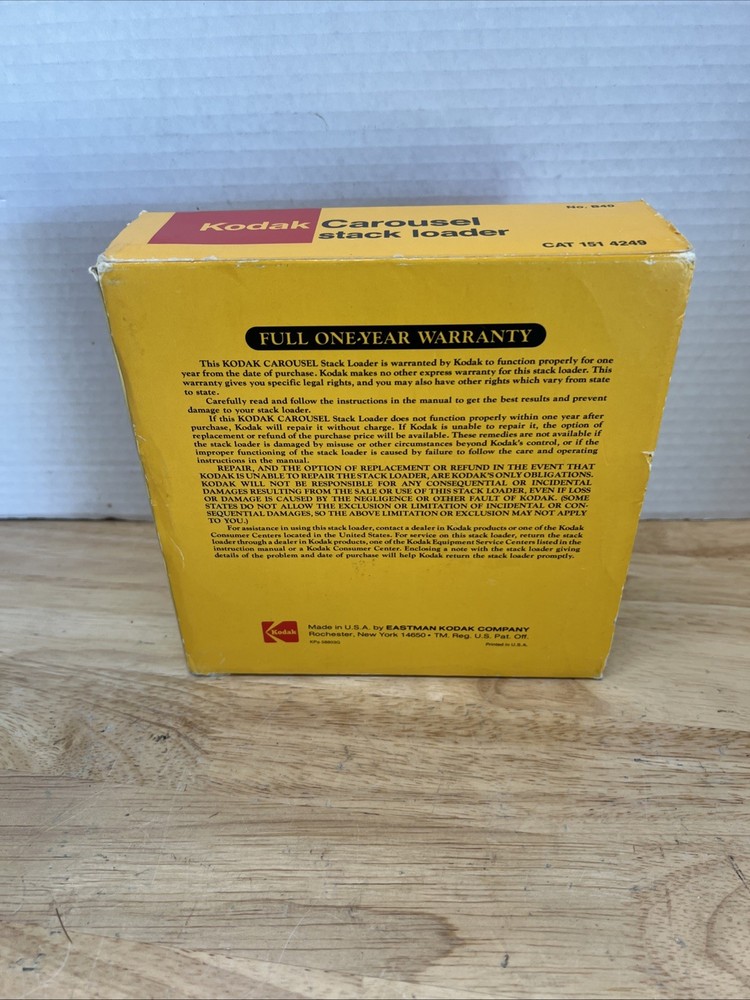 No. B40
Kodak Carousel
stack loader
CAT 151 4249
FULL ONE-YEAR WARRANTY
This KODAK CAROUSEL Stack Loader is warranted by Kodak to function properly for one
year from the date of purchase. Kodak makes no other express warranty for this stack loader. This
warranty gives you specific legal rights, and you may also have other rights which vary from state
to state.
Carefully read and follow the instructions in the manual to get the best results and prevent
damage to your stack loader.
If this KODAK CAROUSEL Stack Loader does not function properly within one year after
purchase, Kodak will repair it without charge. If Kodak is unable to repair it, the option of
replacement or refund of the purchase price will be available. These remedies are not available if
the stack loader is damaged by misuse or other circumstances beyond Kodak's control, or if the
improper functioning of the stack loader is caused by failure to follow the care and operating
instructions in the manual.
REPAIR, AND THE OPTION OF REPLACEMENT OR REFUND IN THE EVENT THAT
KODAK IS UNABLE TO REPAIR THE STACK LOADER, ARE KODAK'S ONLY OBLIGATIONS.
KODAK WILL NOT BE RESPONSIBLE FOR ANY CONSEQUENTIAL OR INCIDENTAL
DAMAGES RESULTING FROM THE SALE OR USE OF THIS STACK LOADER, EVEN IF LOSS
OR DAMAGE IS CAUSED BY THE NEGLIGENCE OR OTHER FAULT OF KODAK. (SOME
STATES DO NOT ALLOW THE EXCLUSION OR LIMITATION OF INCIDENTAL OR CON-
SEQUENTIAL DAMAGES, SO THE ABOVE LIMITATION OR EXCLUSION MAY NOT APPLY
TO YOU.)
For assistance in using this stack loader, contact a dealer in Kodak products or one of the Kodak
Consumer Centers located in the United States. For service on this stack loader, return the stack
loader through a dealer in Kodak products, one of the Kodak Equipment Service Centers listed in the
instruction manual or a Kodak Consumer Center. Enclosing a note with the stack loader giving
details of the problem and date of purchase will help Kodak return the stack loader promptly.
Kodak
Made in U.S.A. by EASTMAN KODAK COMPANY
Rochester, New York 14650 • TM. Reg. U.S. Pat. Off.
Printed in U.S.A.